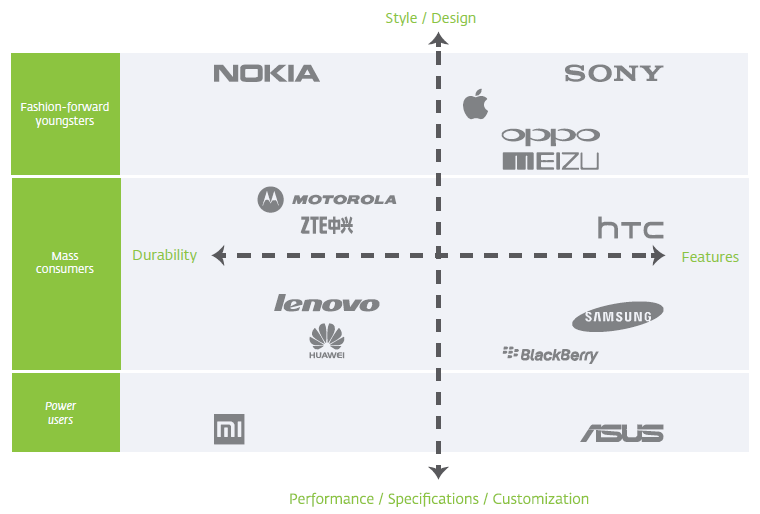 Style / Design
Fashion-forward
youngsters
NOKIA
SONY
oppo
MEIZU
Mass
consumers
MOTOROLA
ZTE中兴
hTC
Durability
Features
lenovo
HUAWEI
SAMSUNG
BlackBerry
Power
users
mi
ASUS
Performance / Specifications / Customization